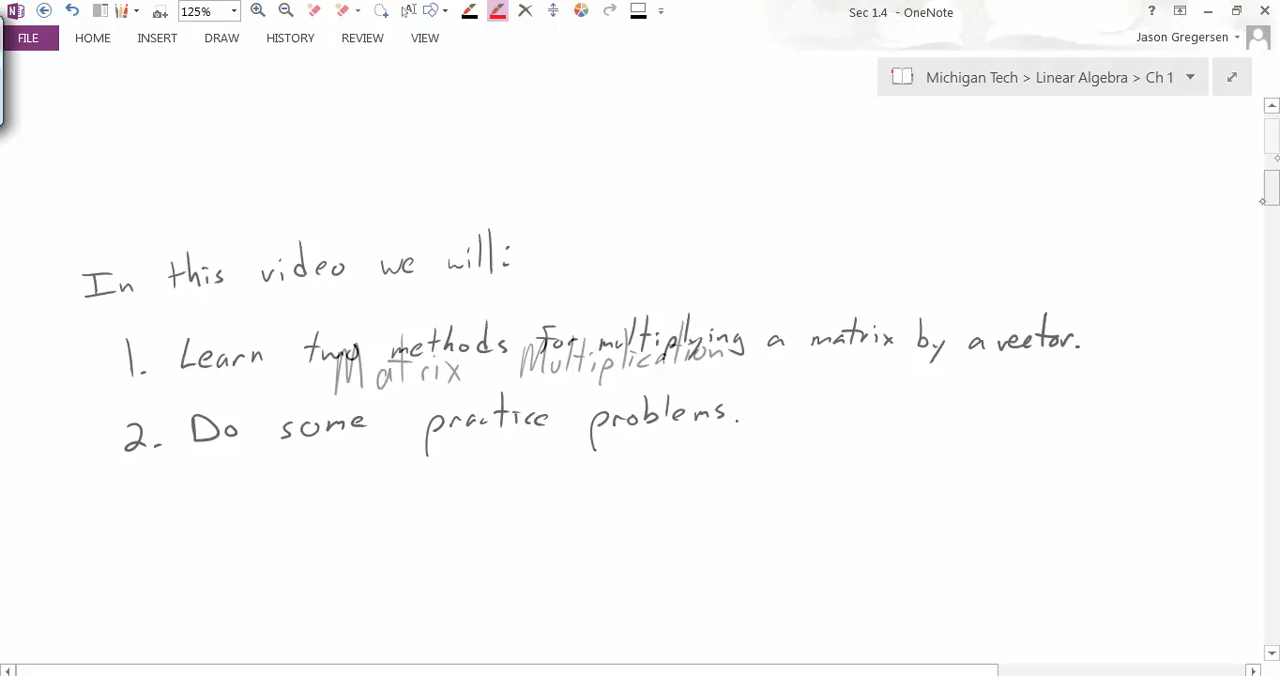 125%
Sec 1.4 - OneNote
?
FILE HOME INSERT DRAW HISTORY REVIEW VIEW
Jason Gregersen
Michigan Tech > Linear Algebra > Ch 1
In this video we will:
1. Learn two methods for multiplying a matrix by a vector.
Matrix Multiplication
2. Do some practice problems.